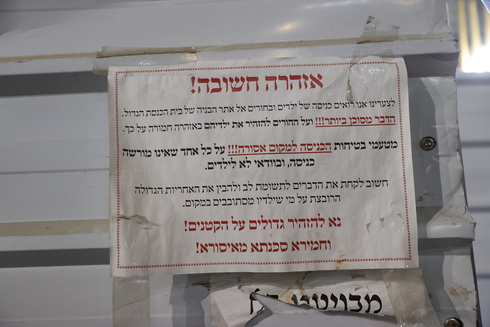 אזהרה חשובה!
לצערינו אנו רואים כניסה של ילדים ובחורים אל אתר הבניה של בית הכנסת הגדול.
הדבר מסוכן ביותר!!! ועל ההורים להזהיר את ילדיהם באזהרה חמורה על כך.
מטעמי בטיחות הכניסה למקום אסורה!!! על כל אחד שאינו מורשה
כניסה, ובוודאי לא לילדים.
חשוב לקחת את הדברים לתשומת לב ולהבין את האחריות הגדולה
הרובצת על מי שילדיו מסתובבים במקום.
נא להזהיר גדולים על הקטנים!
וחמירא סכנתא מאיסורא!